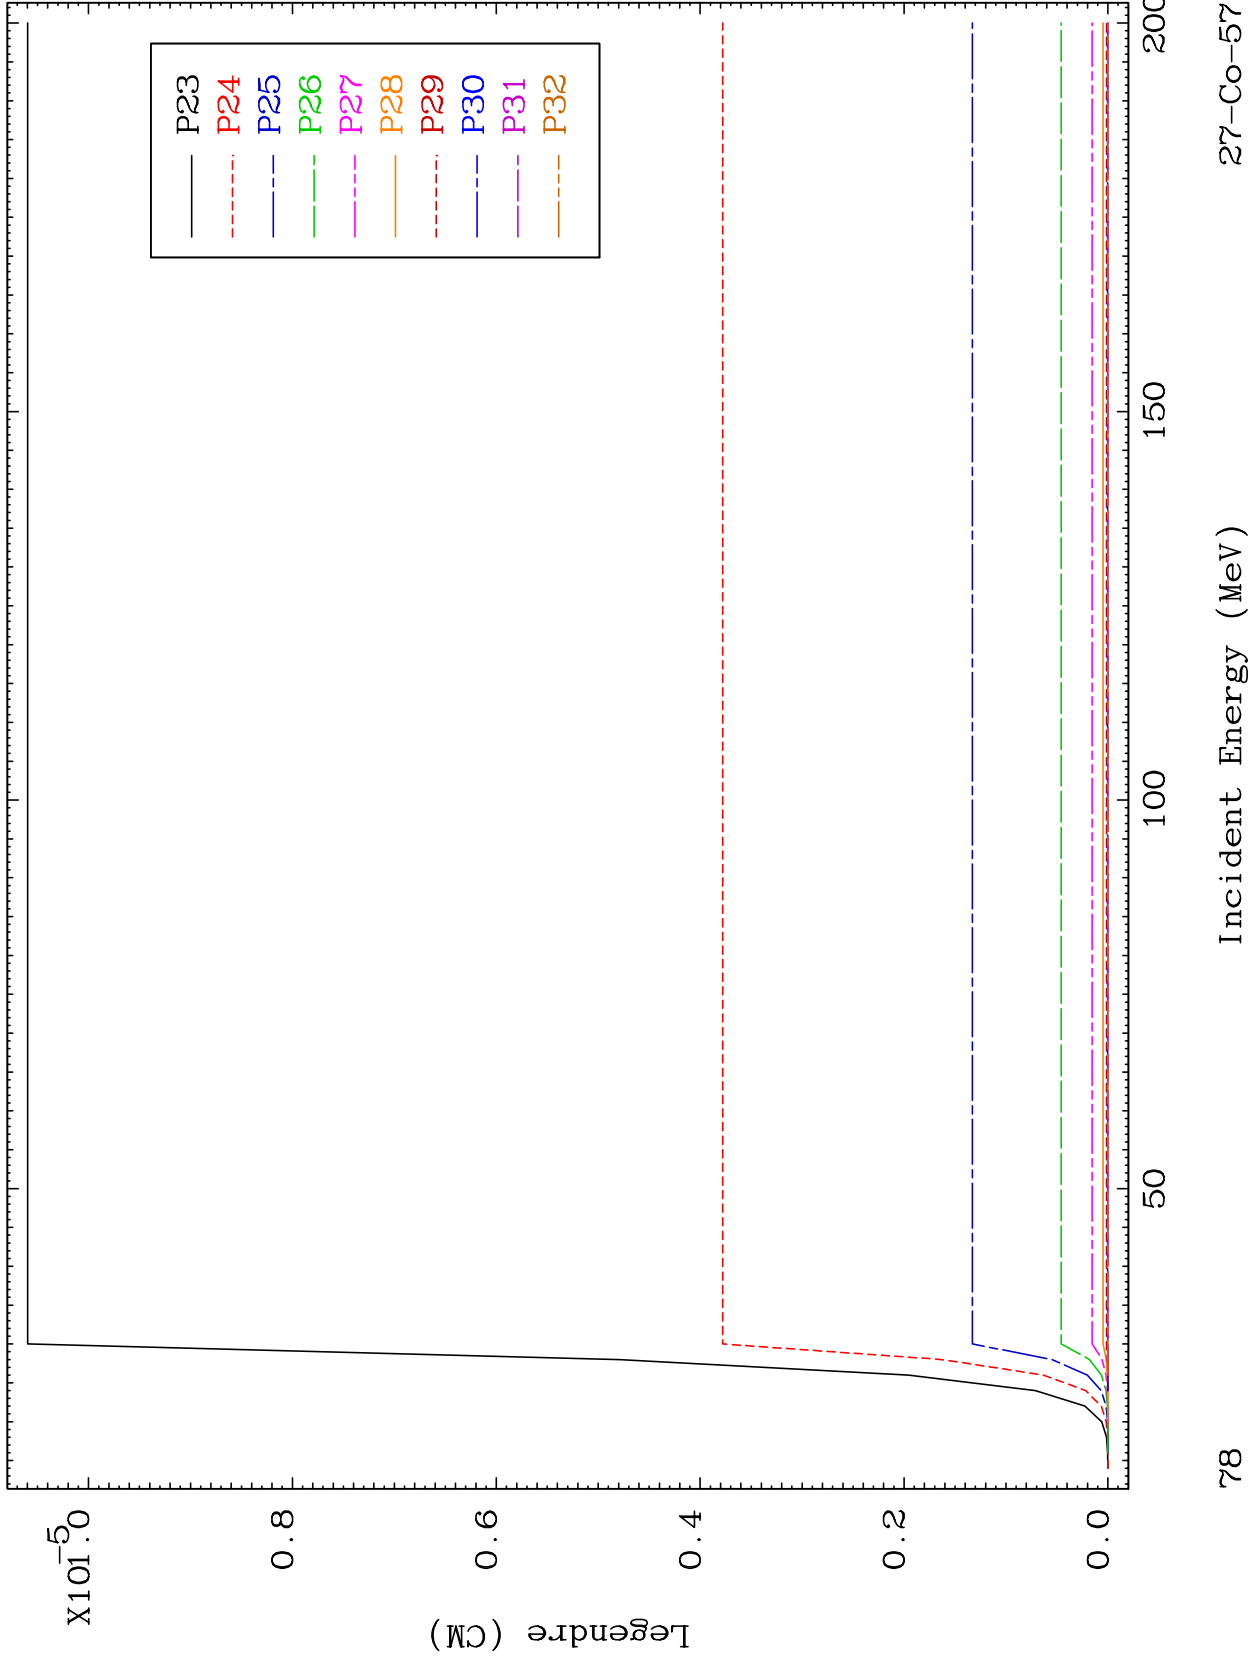 X10-5
1.0
0.8
0.6
0.4
0.2
0.0
Legendre (CM)
P23
P24
P25
P26
P27
P28
P29
P30
P31
P32
50
100
150
200
Incident Energy (MeV)
78
27-Co-57